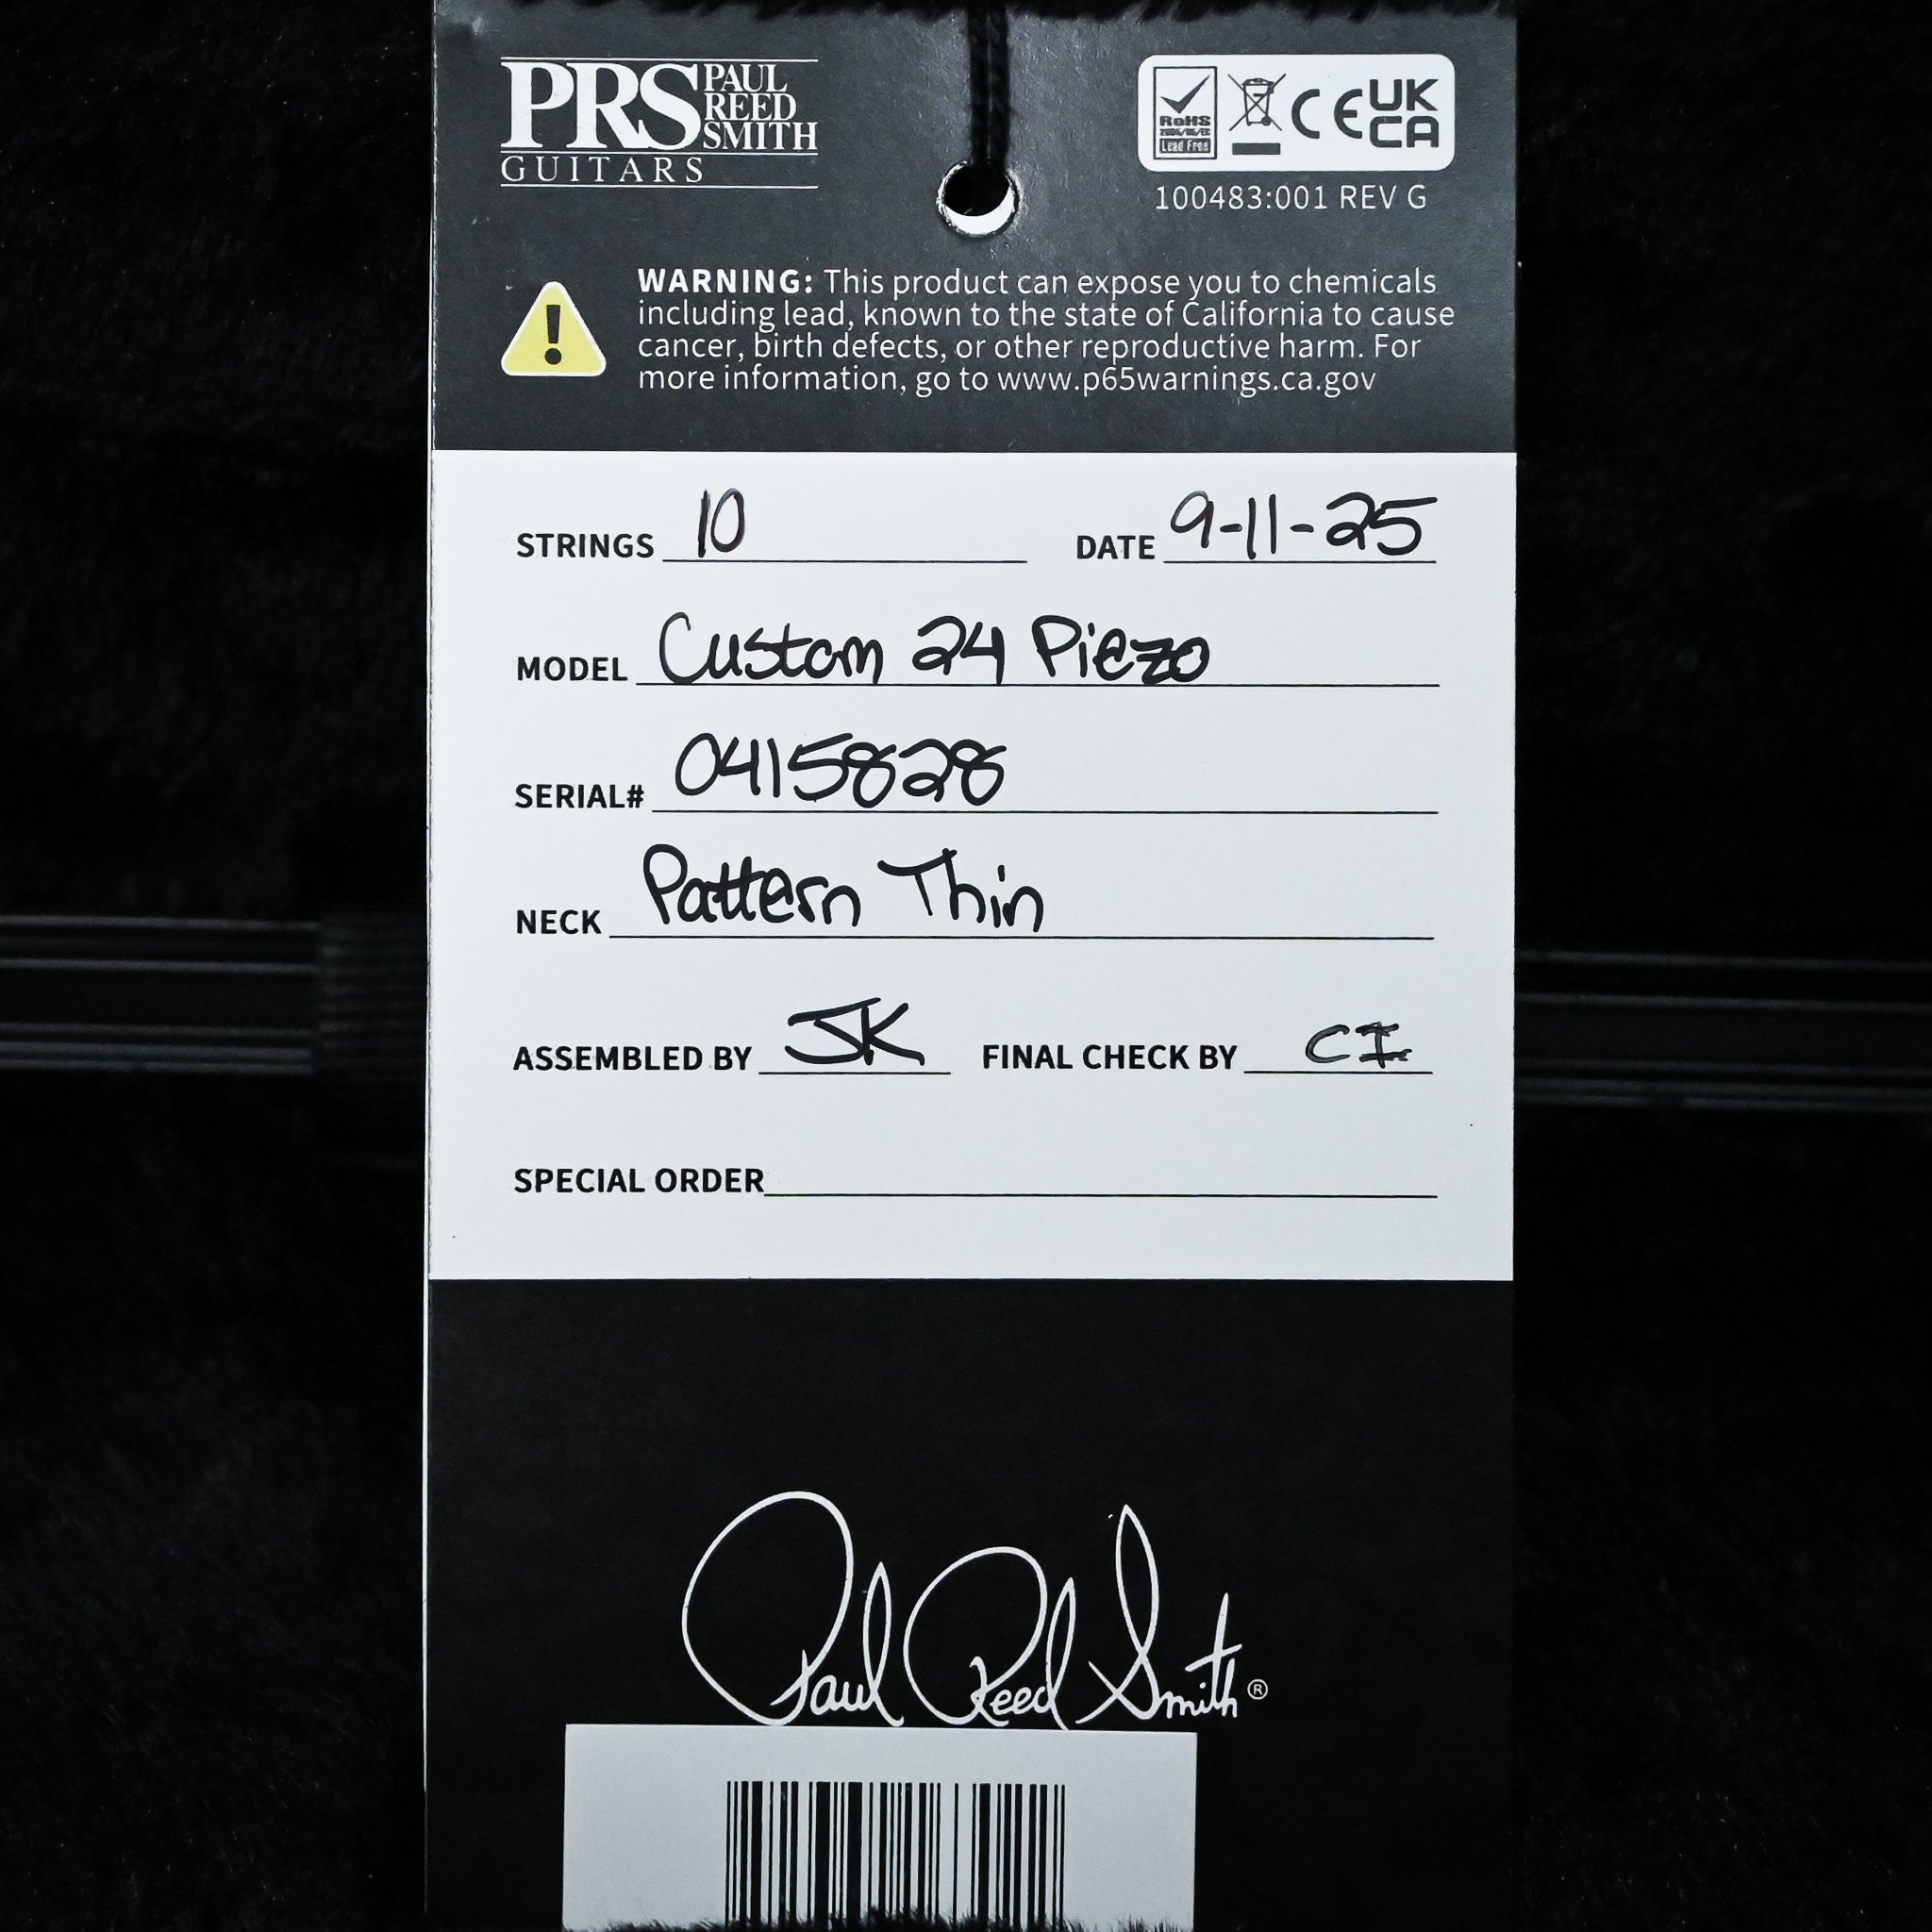 PRS PAUL REED SMITH
GUITARS
RoHS
Lead Free
CE UK CA
100483:001 REV G
WARNING: This product can expose you to chemicals
including lead, known to the state of California to cause
cancer, birth defects, or other reproductive harm. For
more information, go to www.p65warnings.ca.gov
STRINGS 10 DATE 9-11-25
MODEL Custom 24 Piezo
SERIAL# 0415828
NECK Pattern Thin
ASSEMBLED BY JK FINAL CHECK BY CI
SPECIAL ORDER
Paul Reed Smith®